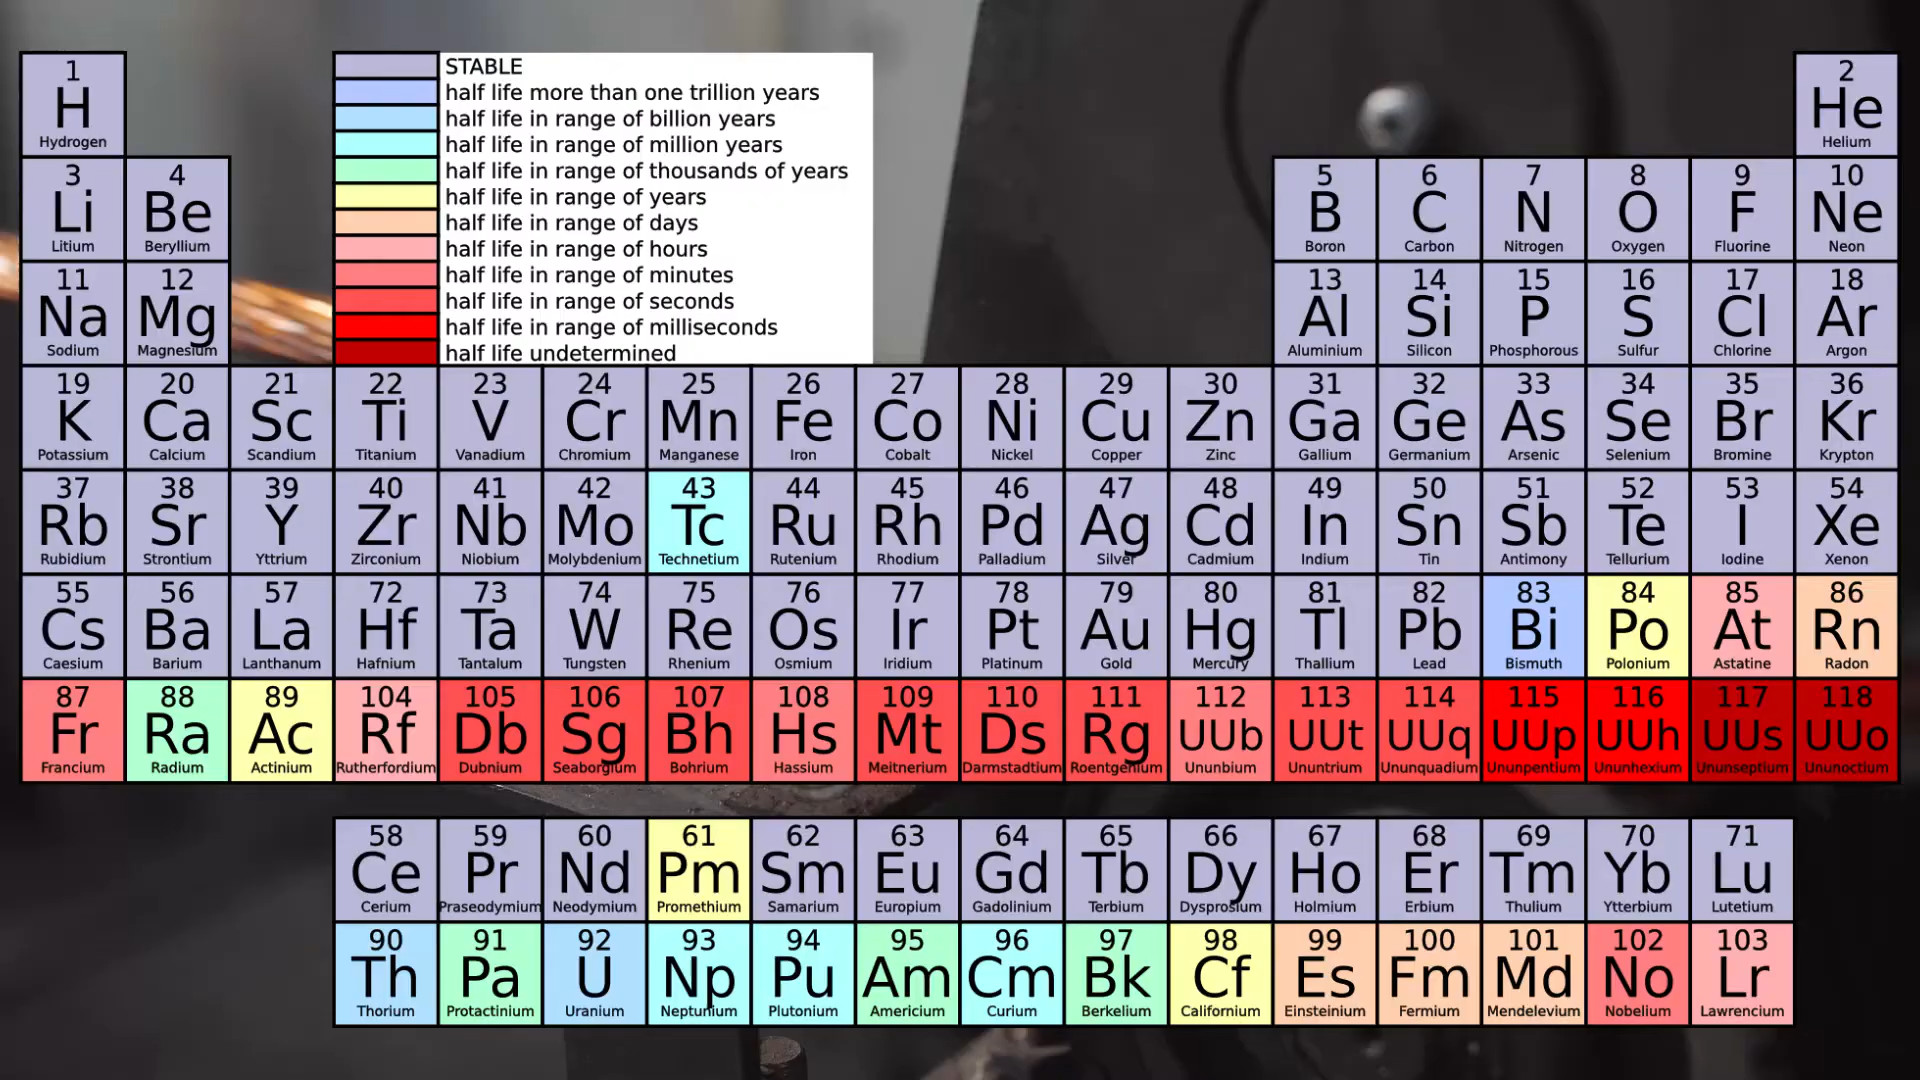 1
H
Hydrogen
STABLE
half life more than one trillion years
half life in range of billion years
half life in range of million years
half life in range of thousands of years
half life in range of years
half life in range of days
half life in range of hours
half life in range of minutes
half life in range of seconds
half life in range of milliseconds
half life undetermined
2
He
Helium
3 4 5 6 7 8 9 10
Li Be B C N O F Ne
Litium Beryllium Boron Carbon Nitrogen Oxygen Fluorine Neon
11 12 13 14 15 16 17 18
Na Mg Al Si P S Cl Ar
Sodium Magnesium Aluminium Silicon Phosphorous Sulfur Chlorine Argon
19 20 21 22 23 24 25 26 27 28 29 30 31 32 33 34 35 36
K Ca Sc Ti V Cr Mn Fe Co Ni Cu Zn Ga Ge As Se Br Kr
Potassium Calcium Scandium Titanium Vanadium Chromium Manganese Iron Cobalt Nickel Copper Zinc Gallium Germanium Arsenic Selenium Bromine Krypton
37 38 39 40 41 42 43 44 45 46 47 48 49 50 51 52 53 54
Rb Sr Y Zr Nb Mo Tc Ru Rh Pd Ag Cd In Sn Sb Te I Xe
Rubidium Strontium Yttrium Zirconium Niobium Molybdenium Technetium Rutenium Rhodium Palladium Silver Cadmium Indium Tin Antimony Tellurium Iodine Xenon
55 56 57 72 73 74 75 76 77 78 79 80 81 82 83 84 85 86
Cs Ba La Hf Ta W Re Os Ir Pt Au Hg Tl Pb Bi Po At Rn
Caesium Barium Lanthanum Hafnium Tantalum Tungsten Rhenium Osmium Iridium Platinum Gold Mercury Thallium Lead Bismuth Polonium Astatine Radon
87 88 89 104 105 106 107 108 109 110 111 112 113 114 115 116 117 118
Fr Ra Ac Rf Db Sg Bh Hs Mt Ds Rg UUb UUt UUq UUp UUh UUs UUo
Francium Radium Actinium Rutherfordium Dubnium Seaborgium Bohrium Hassium Meitnerium Darmstadtium Roentgenium Ununbium Ununtrium Ununquadium Ununpentium Ununhexium Ununseptium Ununoctium
58 59 60 61 62 63 64 65 66 67 68 69 70 71
Ce Pr Nd Pm Sm Eu Gd Tb Dy Ho Er Tm Yb Lu
Cerium Praseodymium Neodymium Promethium Samarium Europium Gadolinium Terbium Dysprosium Holmium Erbium Thulium Ytterbium Lutetium
90 91 92 93 94 95 96 97 98 99 100 101 102 103
Th Pa U Np Pu Am Cm Bk Cf Es Fm Md No Lr
Thorium Protactinium Uranium Neptunium Plutonium Americium Curium Berkelium Californium Einsteinium Fermium Mendelevium Nobelium Lawrencium